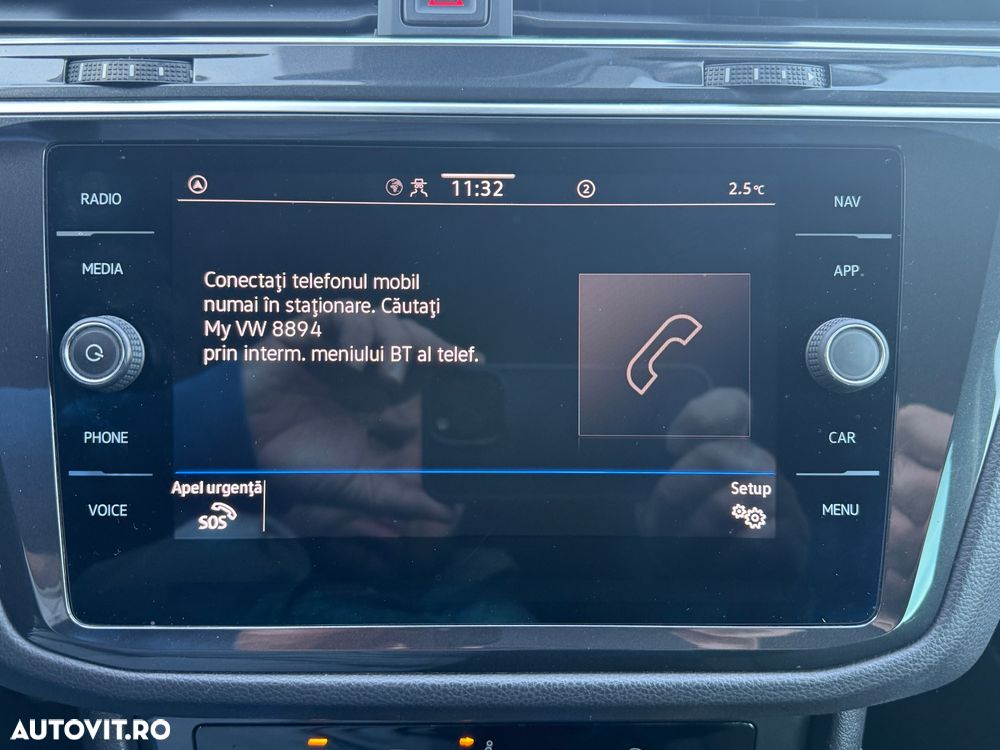 11:32
2
2.5°C
RADIO
NAV
MEDIA
APP
Conectaţi telefonul mobil
numai în staţionare. Căutaţi
My VW 8894
prin interm. meniului BT al telef.
PHONE
CAR
Apel urgenţă
Setup
SOS
VOICE
MENU
AUTOVIT.RO